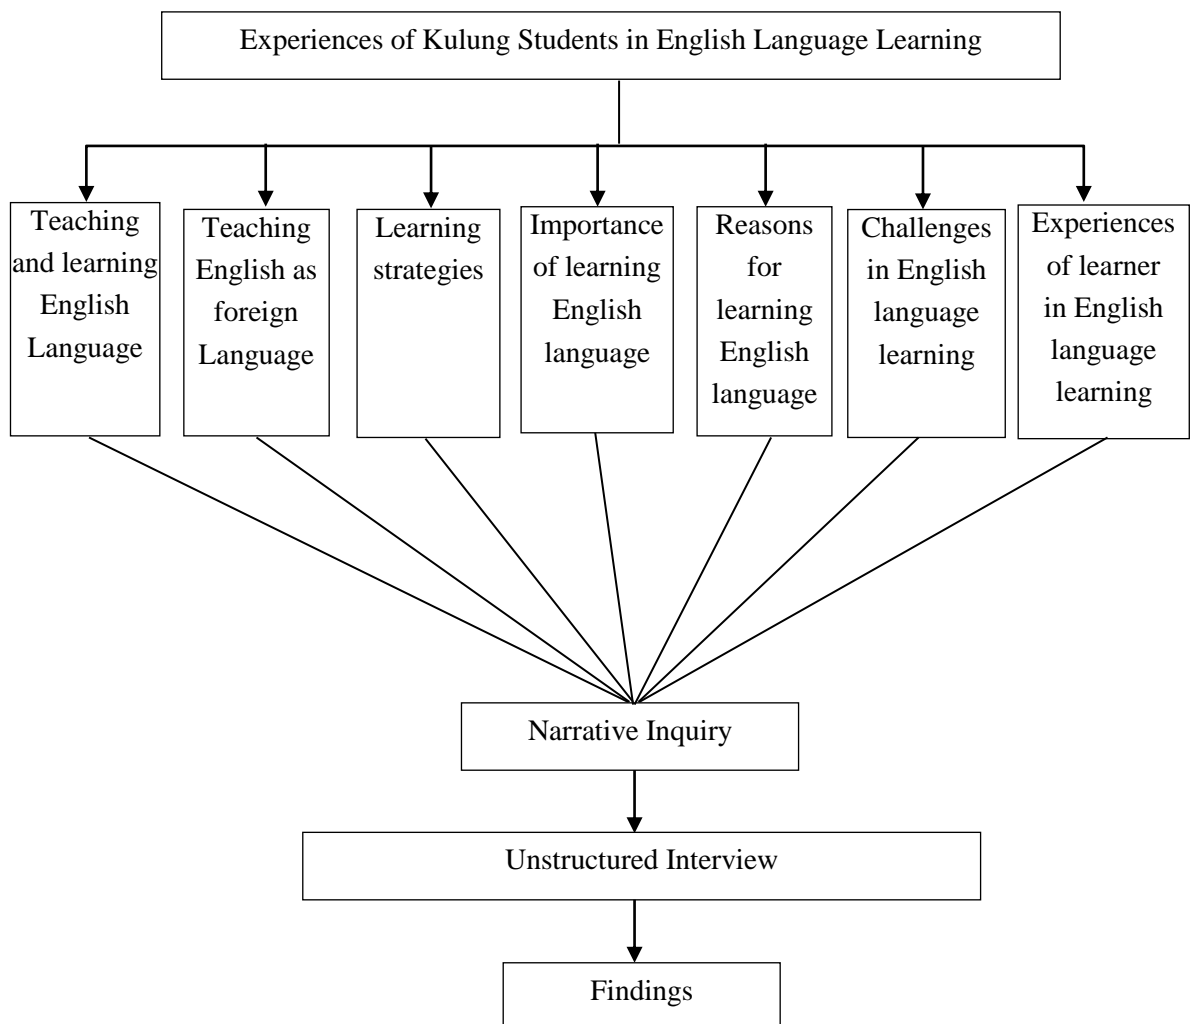 Experiences of Kulung Students in English Language Learning
Teaching
and learning
English
Language
Teaching
English as
foreign
Language
Learning
strategies
Importance
of learning
English
language
Reasons
for
learning
English
language
Challenges
in English
language
learning
Experiences
of learner
in English
language
learning
Narrative Inquiry
Unstructured Interview
Findings